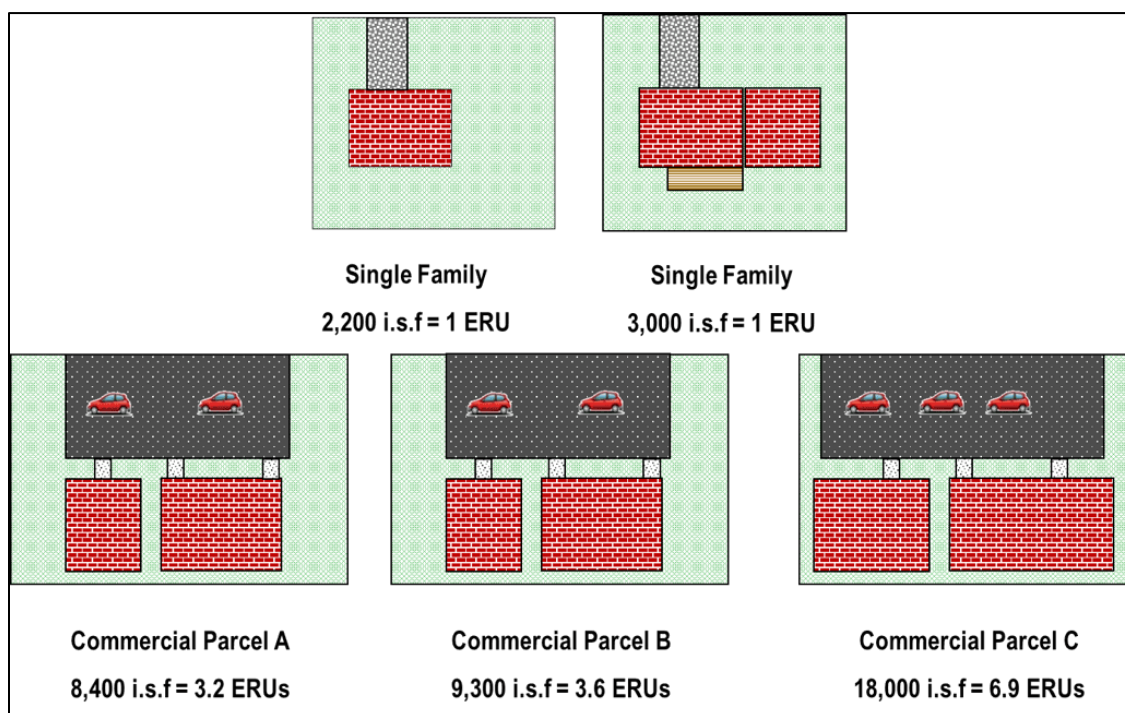 Single Family
2,200 i.s.f = 1 ERU
Single Family
3,000 i.s.f = 1 ERU
Commercial Parcel A
8,400 i.s.f = 3.2 ERUs
Commercial Parcel B
9,300 i.s.f = 3.6 ERUs
Commercial Parcel C
18,000 i.s.f = 6.9 ERUs